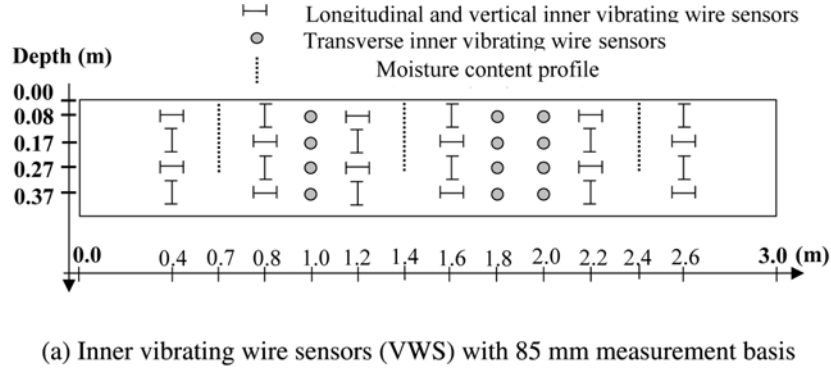 Longitudinal and vertical inner vibrating wire sensors
Transverse inner vibrating wire sensors
Moisture content profile
Depth (m)
0.00
0.08
0.17
0.27
0.37
0.0 0.4 0.7 0.8 1.0 1.2 1.4 1.6 1.8 2.0 2.2 2.4 2.6 3.0 (m)
(a) Inner vibrating wire sensors (VWS) with 85 mm measurement basis